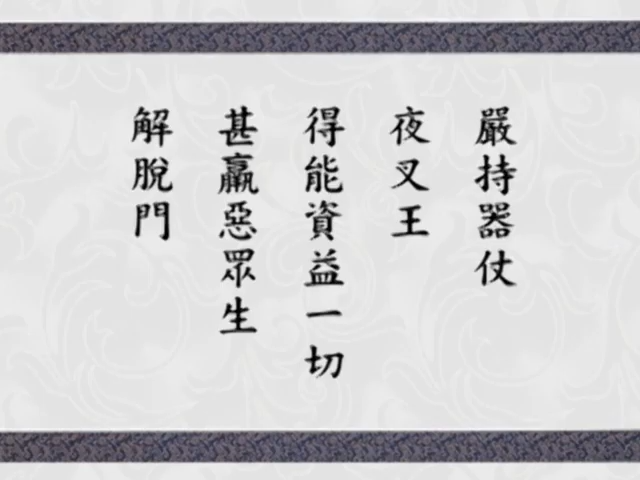 嚴持器仗
夜叉王
得能資益一切
甚羸惡眾生
解脫門